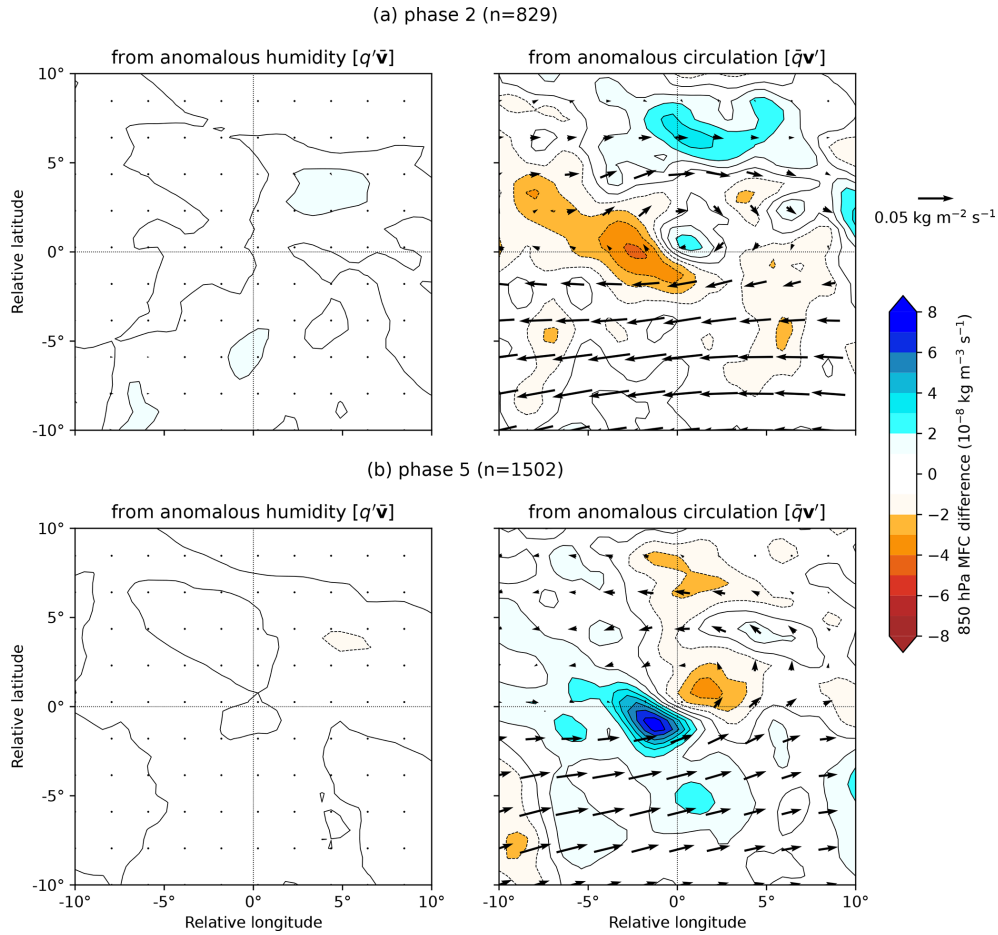 (a) phase 2 (n=829)
from anomalous humidity [q′v̄]
from anomalous circulation [q̄v′]
10°
5°
0°
-5°
-10°
Relative latitude
0.05 kg m⁻² s⁻¹
(b) phase 5 (n=1502)
from anomalous humidity [q′v̄]
from anomalous circulation [q̄v′]
10°
5°
0°
-5°
-10°
Relative latitude
-10° -5° 0° 5° 10°
Relative longitude
-10° -5° 0° 5° 10°
Relative longitude
8
6
4
2
0
−2
−4
−6
−8
850 hPa MFC difference (10⁻⁸ kg m⁻³ s⁻¹)